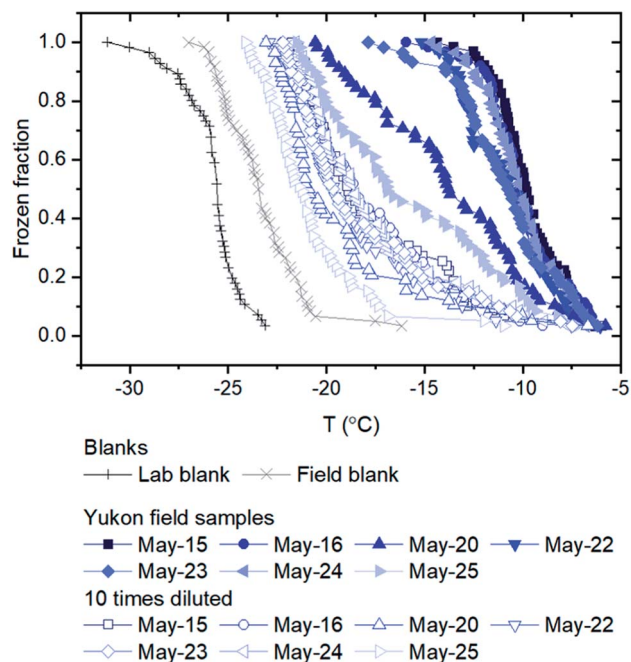 1.0
0.8
0.6
0.4
0.2
0.0
Frozen fraction
-30 -25 -20 -15 -10 -5
T (°C)
Blanks
Lab blank Field blank
Yukon field samples
May-15 May-16 May-20 May-22
May-23 May-24 May-25
10 times diluted
May-15 May-16 May-20 May-22
May-23 May-24 May-25